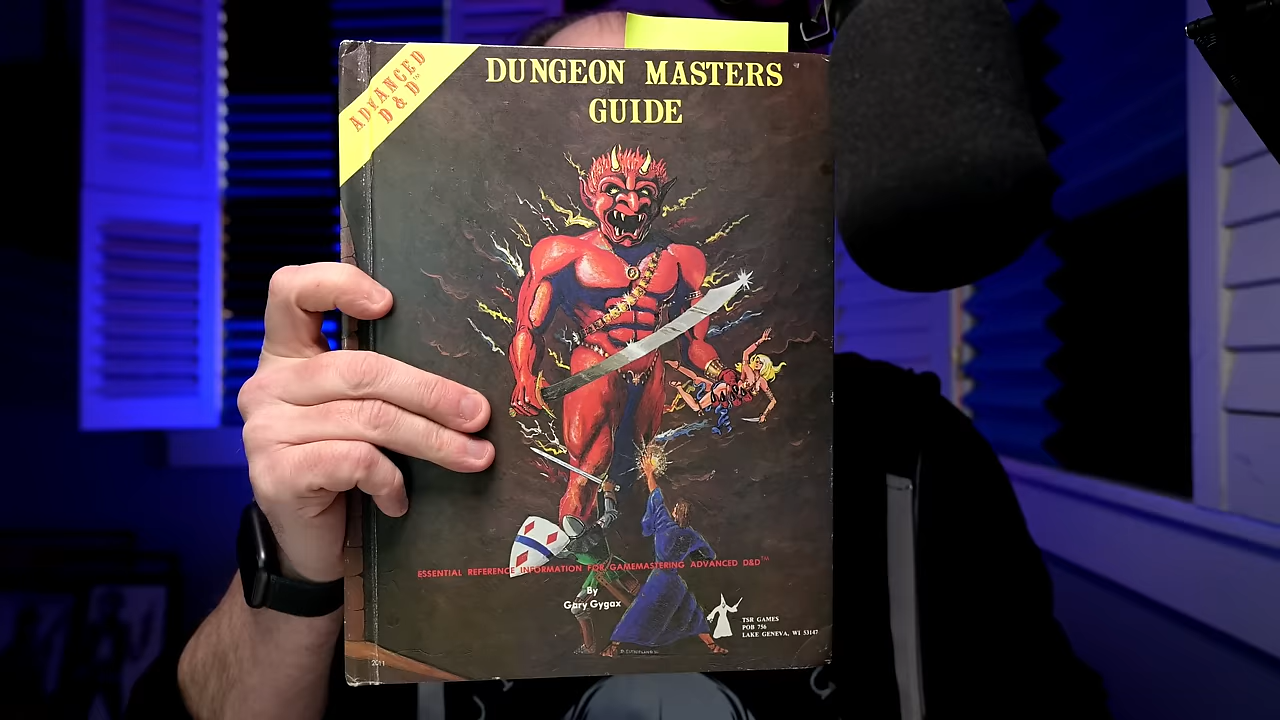 ADVANCED
D & D™
DUNGEON MASTERS
GUIDE
ESSENTIAL REFERENCE INFORMATION FOR GAMEMASTERING ADVANCED D&D™
By
Gary Gygax
TSR GAMES
POB 756
LAKE GENEVA, WI 53147
2011